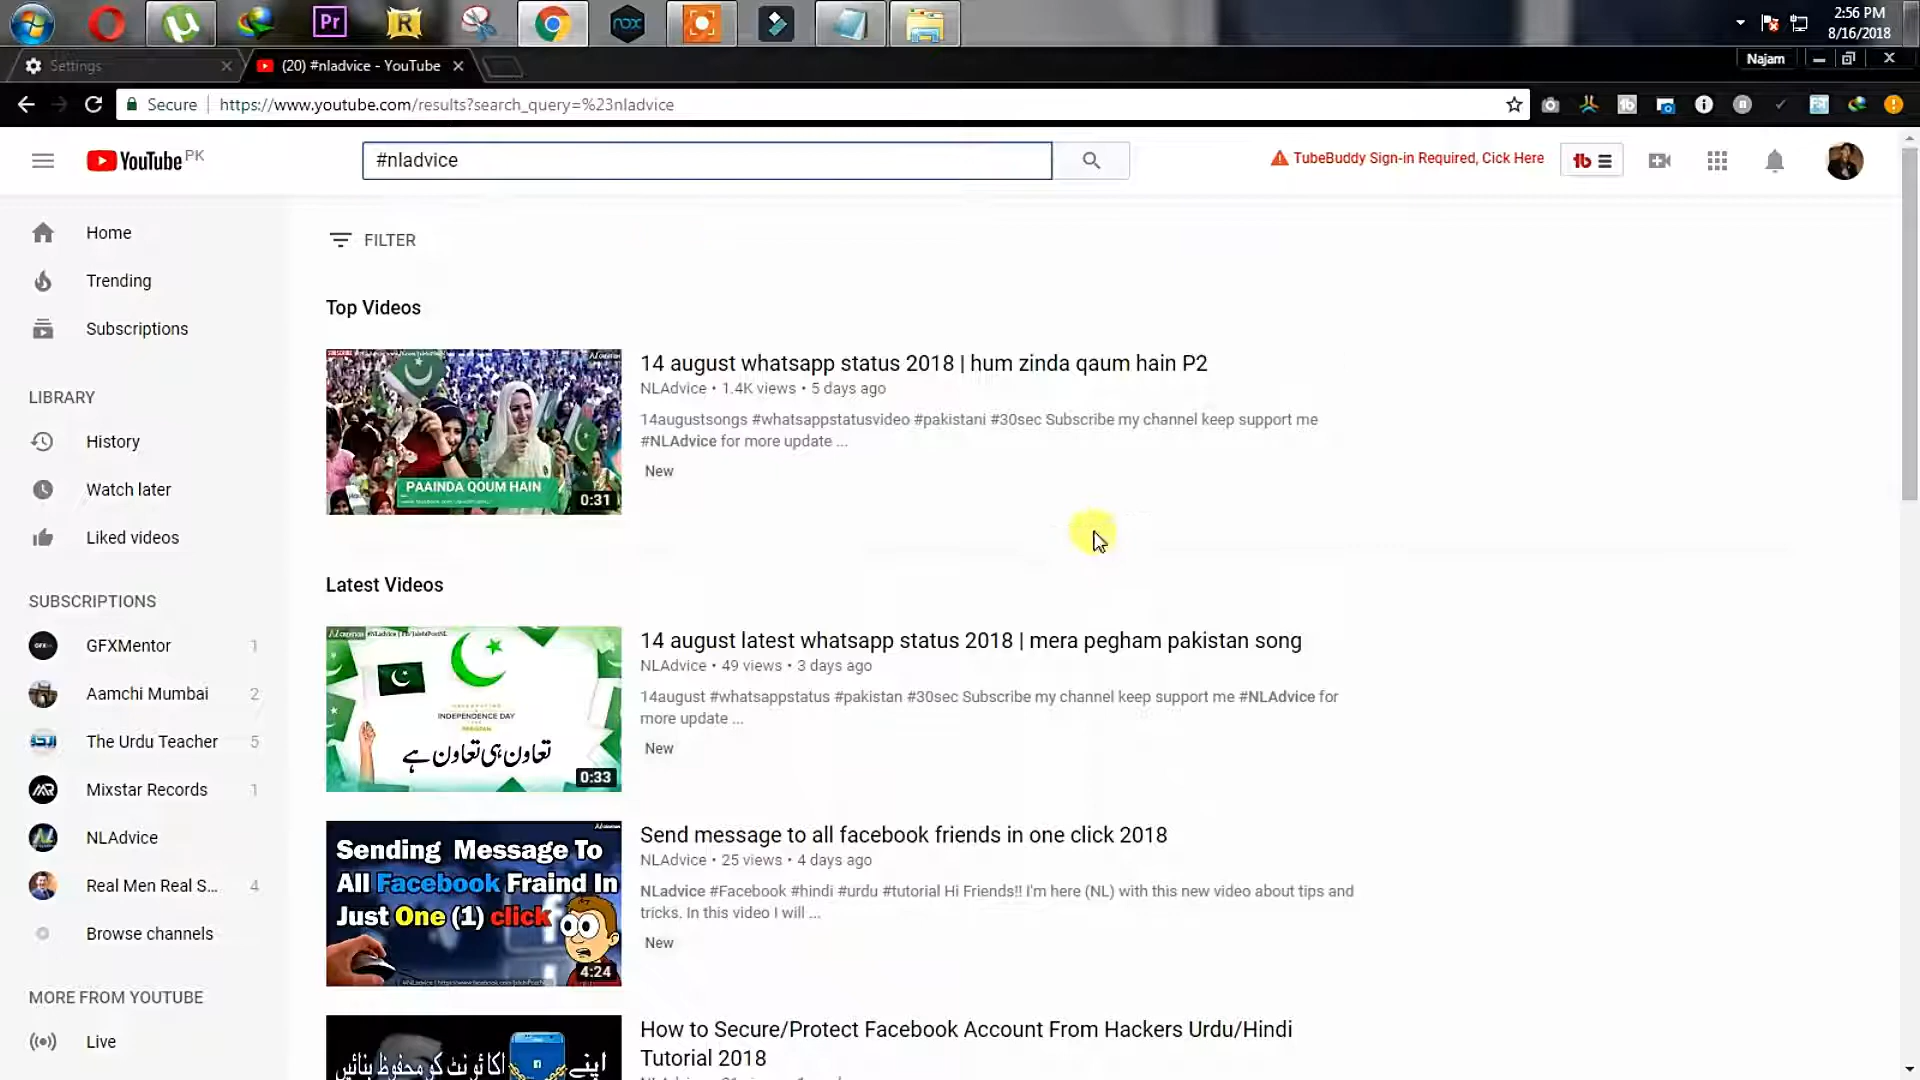 2:56 PM
8/16/2018
Settings
(20) #nladvice - YouTube
Najam
Secure
https://www.youtube.com/results?search_query=%23nladvice
YouTube PK
#nladvice
TubeBuddy Sign-in Required, Cick Here
FILTER
Home
Trending
Subscriptions
LIBRARY
History
Watch later
Liked videos
SUBSCRIPTIONS
GFXMentor 1
Aamchi Mumbai 2
The Urdu Teacher 5
Mixstar Records 1
NLAdvice
Real Men Real S... 4
Browse channels
MORE FROM YOUTUBE
Live
Top Videos
PAAINDA QOUM HAIN
0:31
14 august whatsapp status 2018 | hum zinda qaum hain P2
NLAdvice • 1.4K views • 5 days ago
14augustsongs #whatsappstatusvideo #pakistani #30sec Subscribe my channel keep support me
#NLAdvice for more update ...
New
Latest Videos
INDEPENDENCE DAY
تعاون ہی تعاون ہے
0:33
14 august latest whatsapp status 2018 | mera pegham pakistan song
NLAdvice • 49 views • 3 days ago
14august #whatsappstatus #pakistan #30sec Subscribe my channel keep support me #NLAdvice for
more update ...
New
Sending Message To
All Facebook Fraind In
Just One (1) click
4:24
Send message to all facebook friends in one click 2018
NLAdvice • 25 views • 4 days ago
NLadvice #Facebook #hindi #urdu #tutorial Hi Friends!! I'm here (NL) with this new video about tips and
tricks. In this video I will ...
New
اپنے
اکائونٹ کو محفوظ بنائیں
How to Secure/Protect Facebook Account From Hackers Urdu/Hindi
Tutorial 2018